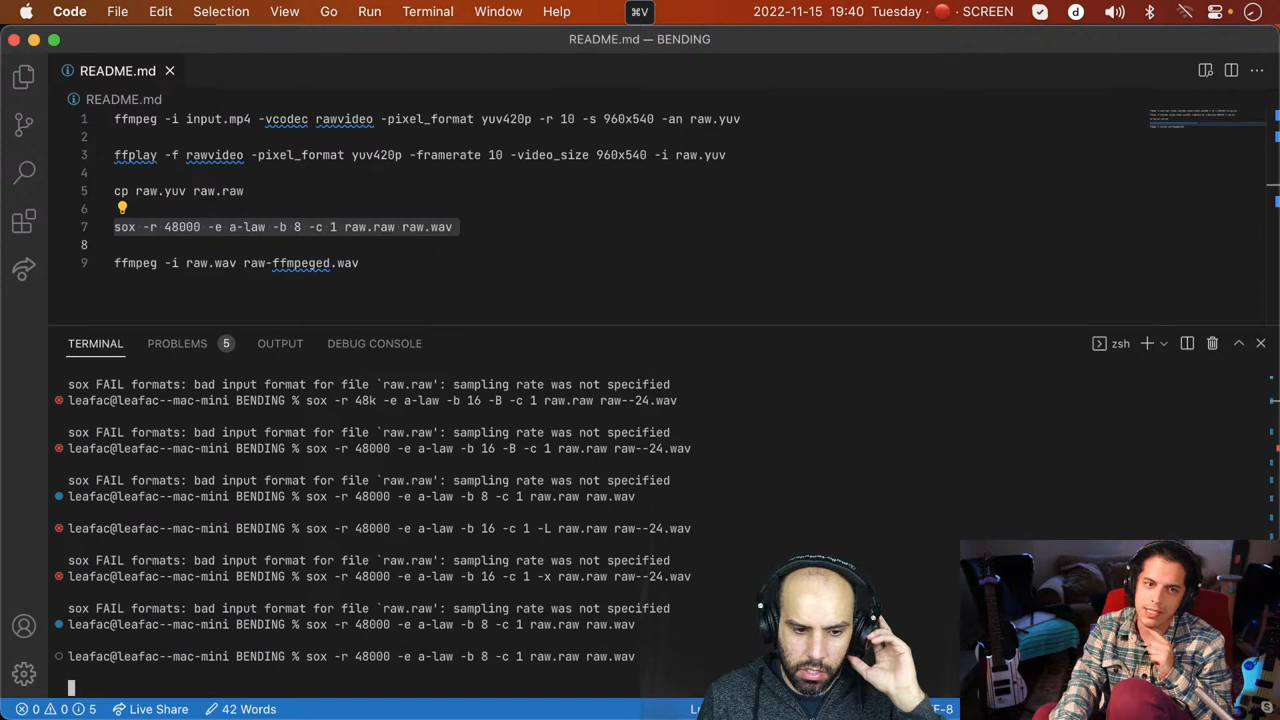 Code File Edit Selection View Go Run Terminal Window Help ⌘V 2022-11-15 19:40 Tuesday SCREEN
README.md — BENDING
README.md
README.md
1 ffmpeg -i input.mp4 -vcodec rawvideo -pixel_format yuv420p -r 10 -s 960x540 -an raw.yuv
2
3 ffplay -f rawvideo -pixel_format yuv420p -framerate 10 -video_size 960x540 -i raw.yuv
4
5 cp raw.yuv raw.raw
6
7 sox -r 48000 -e a-law -b 8 -c 1 raw.raw raw.wav
8
9 ffmpeg -i raw.wav raw-ffmpeged.wav
TERMINAL PROBLEMS 5 OUTPUT DEBUG CONSOLE zsh
sox FAIL formats: bad input format for file `raw.raw': sampling rate was not specified
leafac@leafac--mac-mini BENDING % sox -r 48k -e a-law -b 16 -B -c 1 raw.raw raw--24.wav
sox FAIL formats: bad input format for file `raw.raw': sampling rate was not specified
leafac@leafac--mac-mini BENDING % sox -r 48000 -e a-law -b 16 -B -c 1 raw.raw raw--24.wav
sox FAIL formats: bad input format for file `raw.raw': sampling rate was not specified
leafac@leafac--mac-mini BENDING % sox -r 48000 -e a-law -b 8 -c 1 raw.raw raw.wav
leafac@leafac--mac-mini BENDING % sox -r 48000 -e a-law -b 16 -c 1 -L raw.raw raw--24.wav
sox FAIL formats: bad input format for file `raw.raw': sampling rate was not specified
leafac@leafac--mac-mini BENDING % sox -r 48000 -e a-law -b 16 -c 1 -x raw.raw raw--24.wav
sox FAIL formats: bad input format for file `raw.raw': sampling rate was not specified
leafac@leafac--mac-mini BENDING % sox -r 48000 -e a-law -b 8 -c 1 raw.raw raw.wav
leafac@leafac--mac-mini BENDING % sox -r 48000 -e a-law -b 8 -c 1 raw.raw raw.wav
0 0 5 Live Share 42 Words